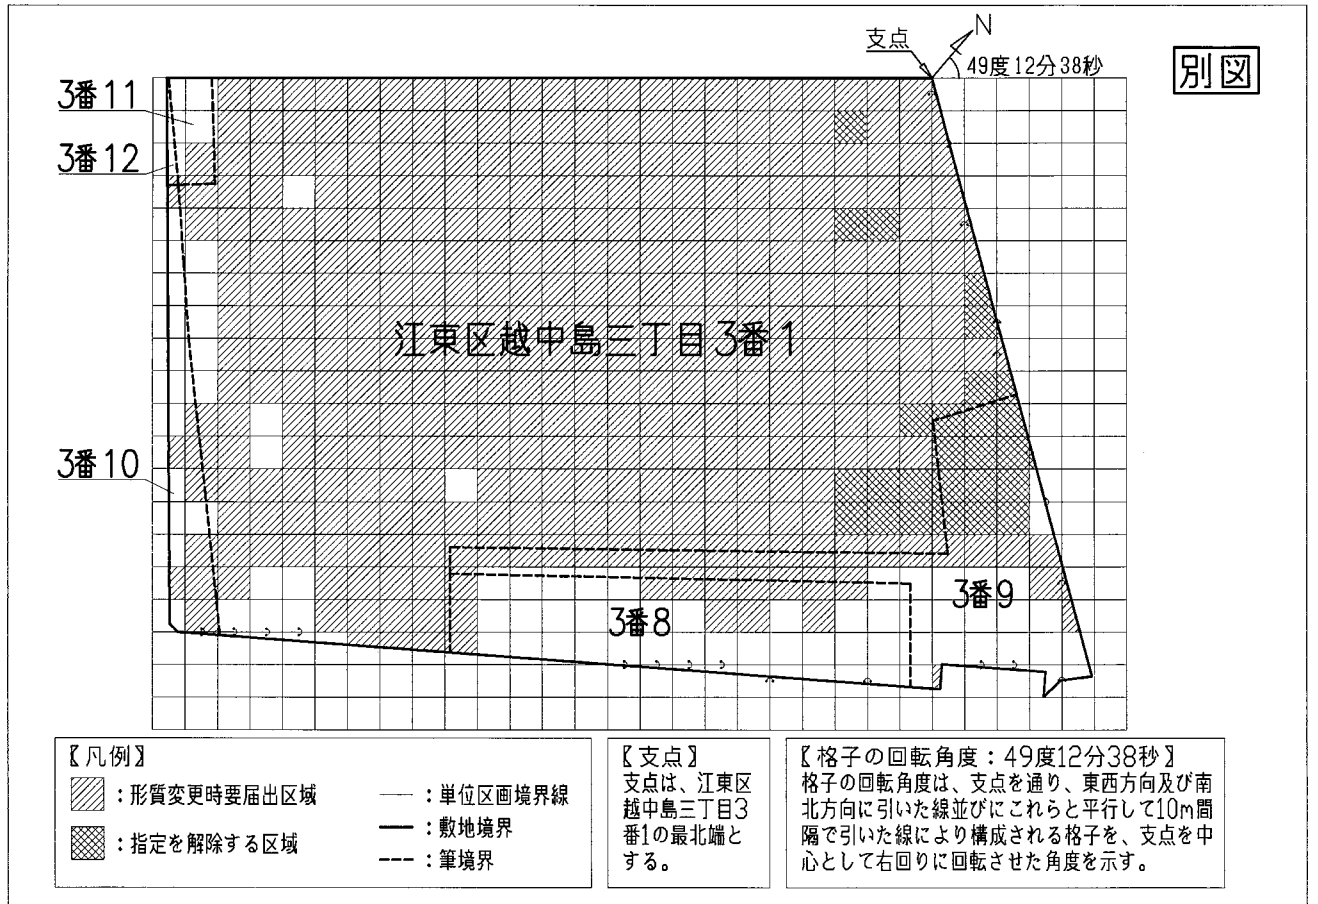 支点
N
49度12分38秒
別図
3番11
3番12
江東区越中島三丁目3番1
3番10
3番9
3番8
【凡例】
：形質変更時要届出区域
：指定を解除する区域
：単位区画境界線
：敷地境界
：筆境界
【支点】
支点は、江東区
越中島三丁目3
番1の最北端と
する。
【格子の回転角度：49度12分38秒】
格子の回転角度は、支点を通り、東西方向及び南
北方向に引いた線並びにこれらと平行して10m間
隔で引いた線により構成される格子を、支点を中
心として右回りに回転させた角度を示す。